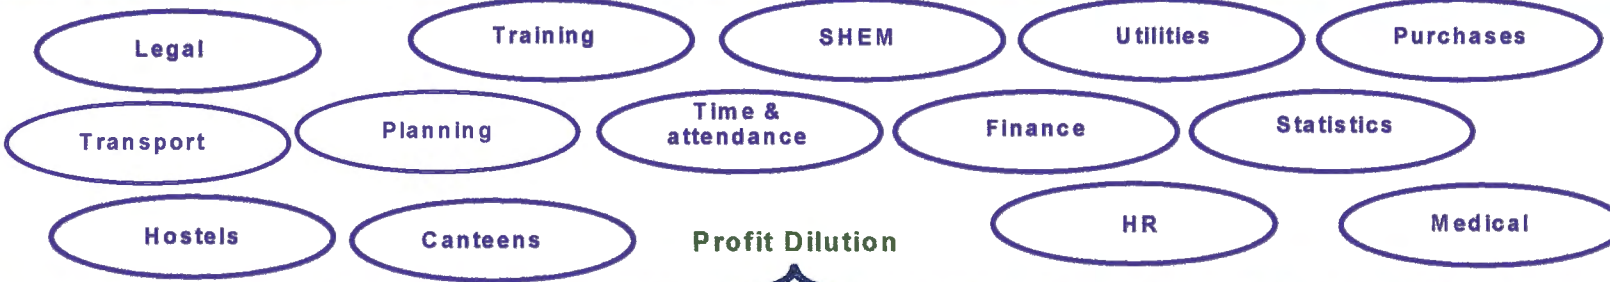 Legal
Training
SHEM
Utilities
Purchases
Transport
Planning
Time &
attendance
Finance
Statistics
Hostels
Canteens
Profit Dilution
HR
Medical